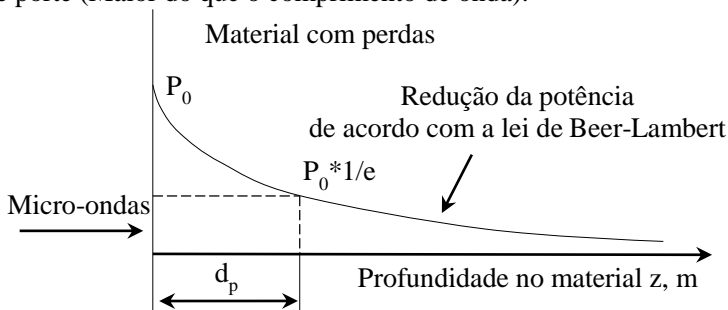 e porte (Maior do que o comprimento de onda).
Material com perdas
P0
Redução da potência
de acordo com a lei de Beer-Lambert
P0*1/e
Micro-ondas
dp
Profundidade no material z, m